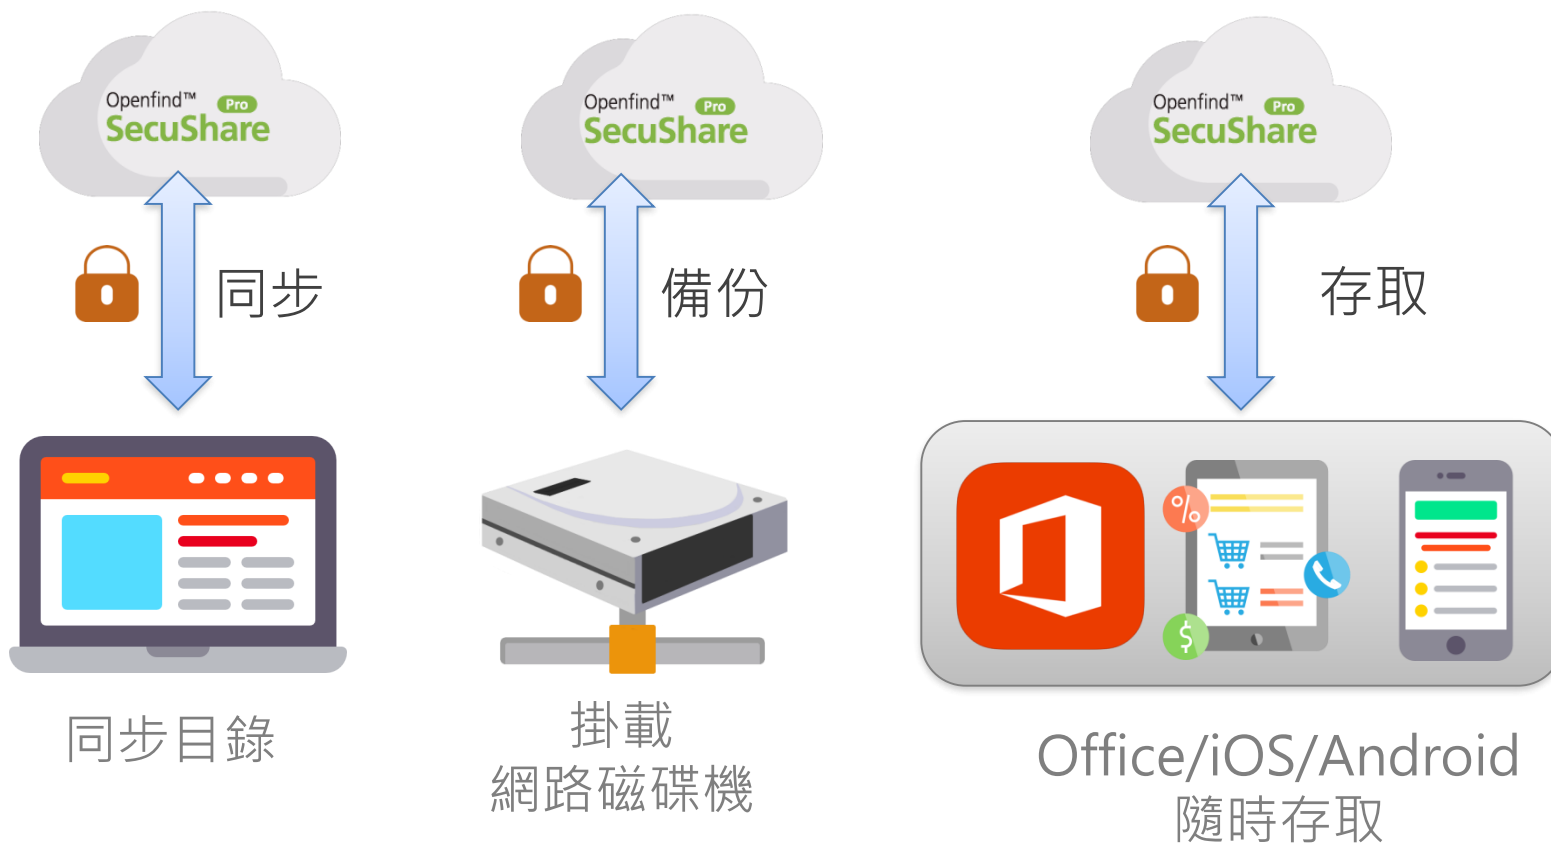 Openfind™ Pro
SecuShare
同步
同步目錄
Openfind™ Pro
SecuShare
備份
掛載
網路磁碟機
Openfind™ Pro
SecuShare
存取
%
$
Office/iOS/Android
隨時存取